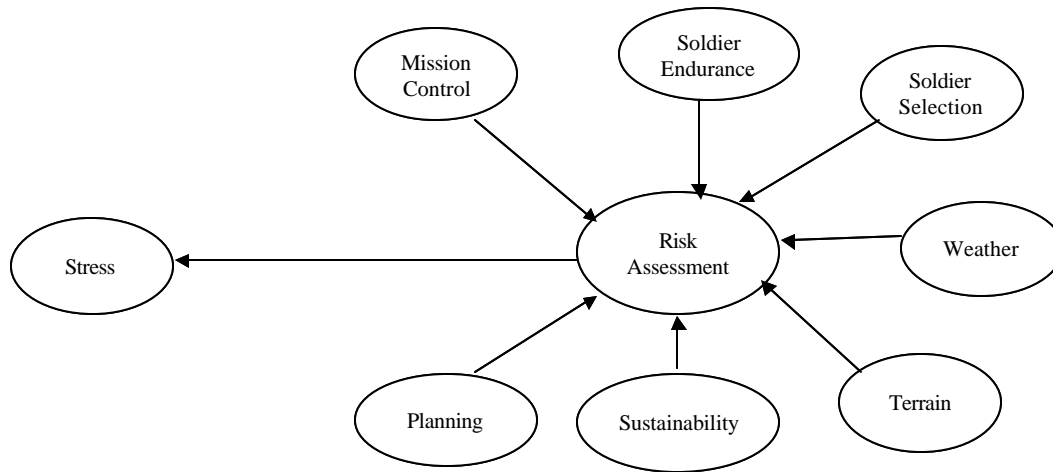 Mission
Control
Soldier
Endurance
Soldier
Selection
Stress
Risk
Assessment
Weather
Planning
Sustainability
Terrain